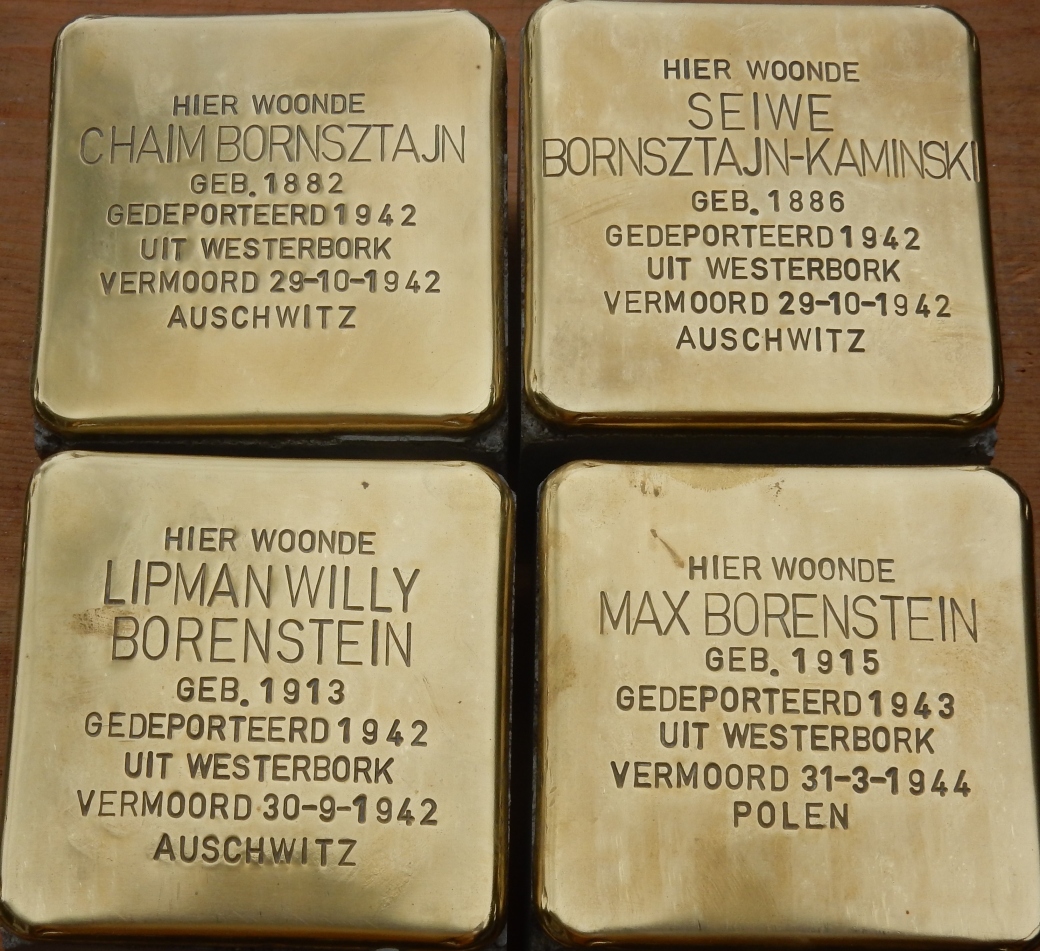 HIER WOONDE
CHAIM BORNSZTAJN
GEB. 1882
GEDEPORTEERD 1942
UIT WESTERBORK
VERMOORD 29-10-1942
AUSCHWITZ
HIER WOONDE
SEIWE
BORNSZTAJN-KAMINSKI
GEB. 1886
GEDEPORTEERD 1942
UIT WESTERBORK
VERMOORD 29-10-1942
AUSCHWITZ
HIER WOONDE
LIPMAN WILLY
BORENSTEIN
GEB. 1913
GEDEPORTEERD 1942
UIT WESTERBORK
VERMOORD 30-9-1942
AUSCHWITZ
HIER WOONDE
MAX BORENSTEIN
GEB. 1915
GEDEPORTEERD 1943
UIT WESTERBORK
VERMOORD 31-3-1944
POLEN